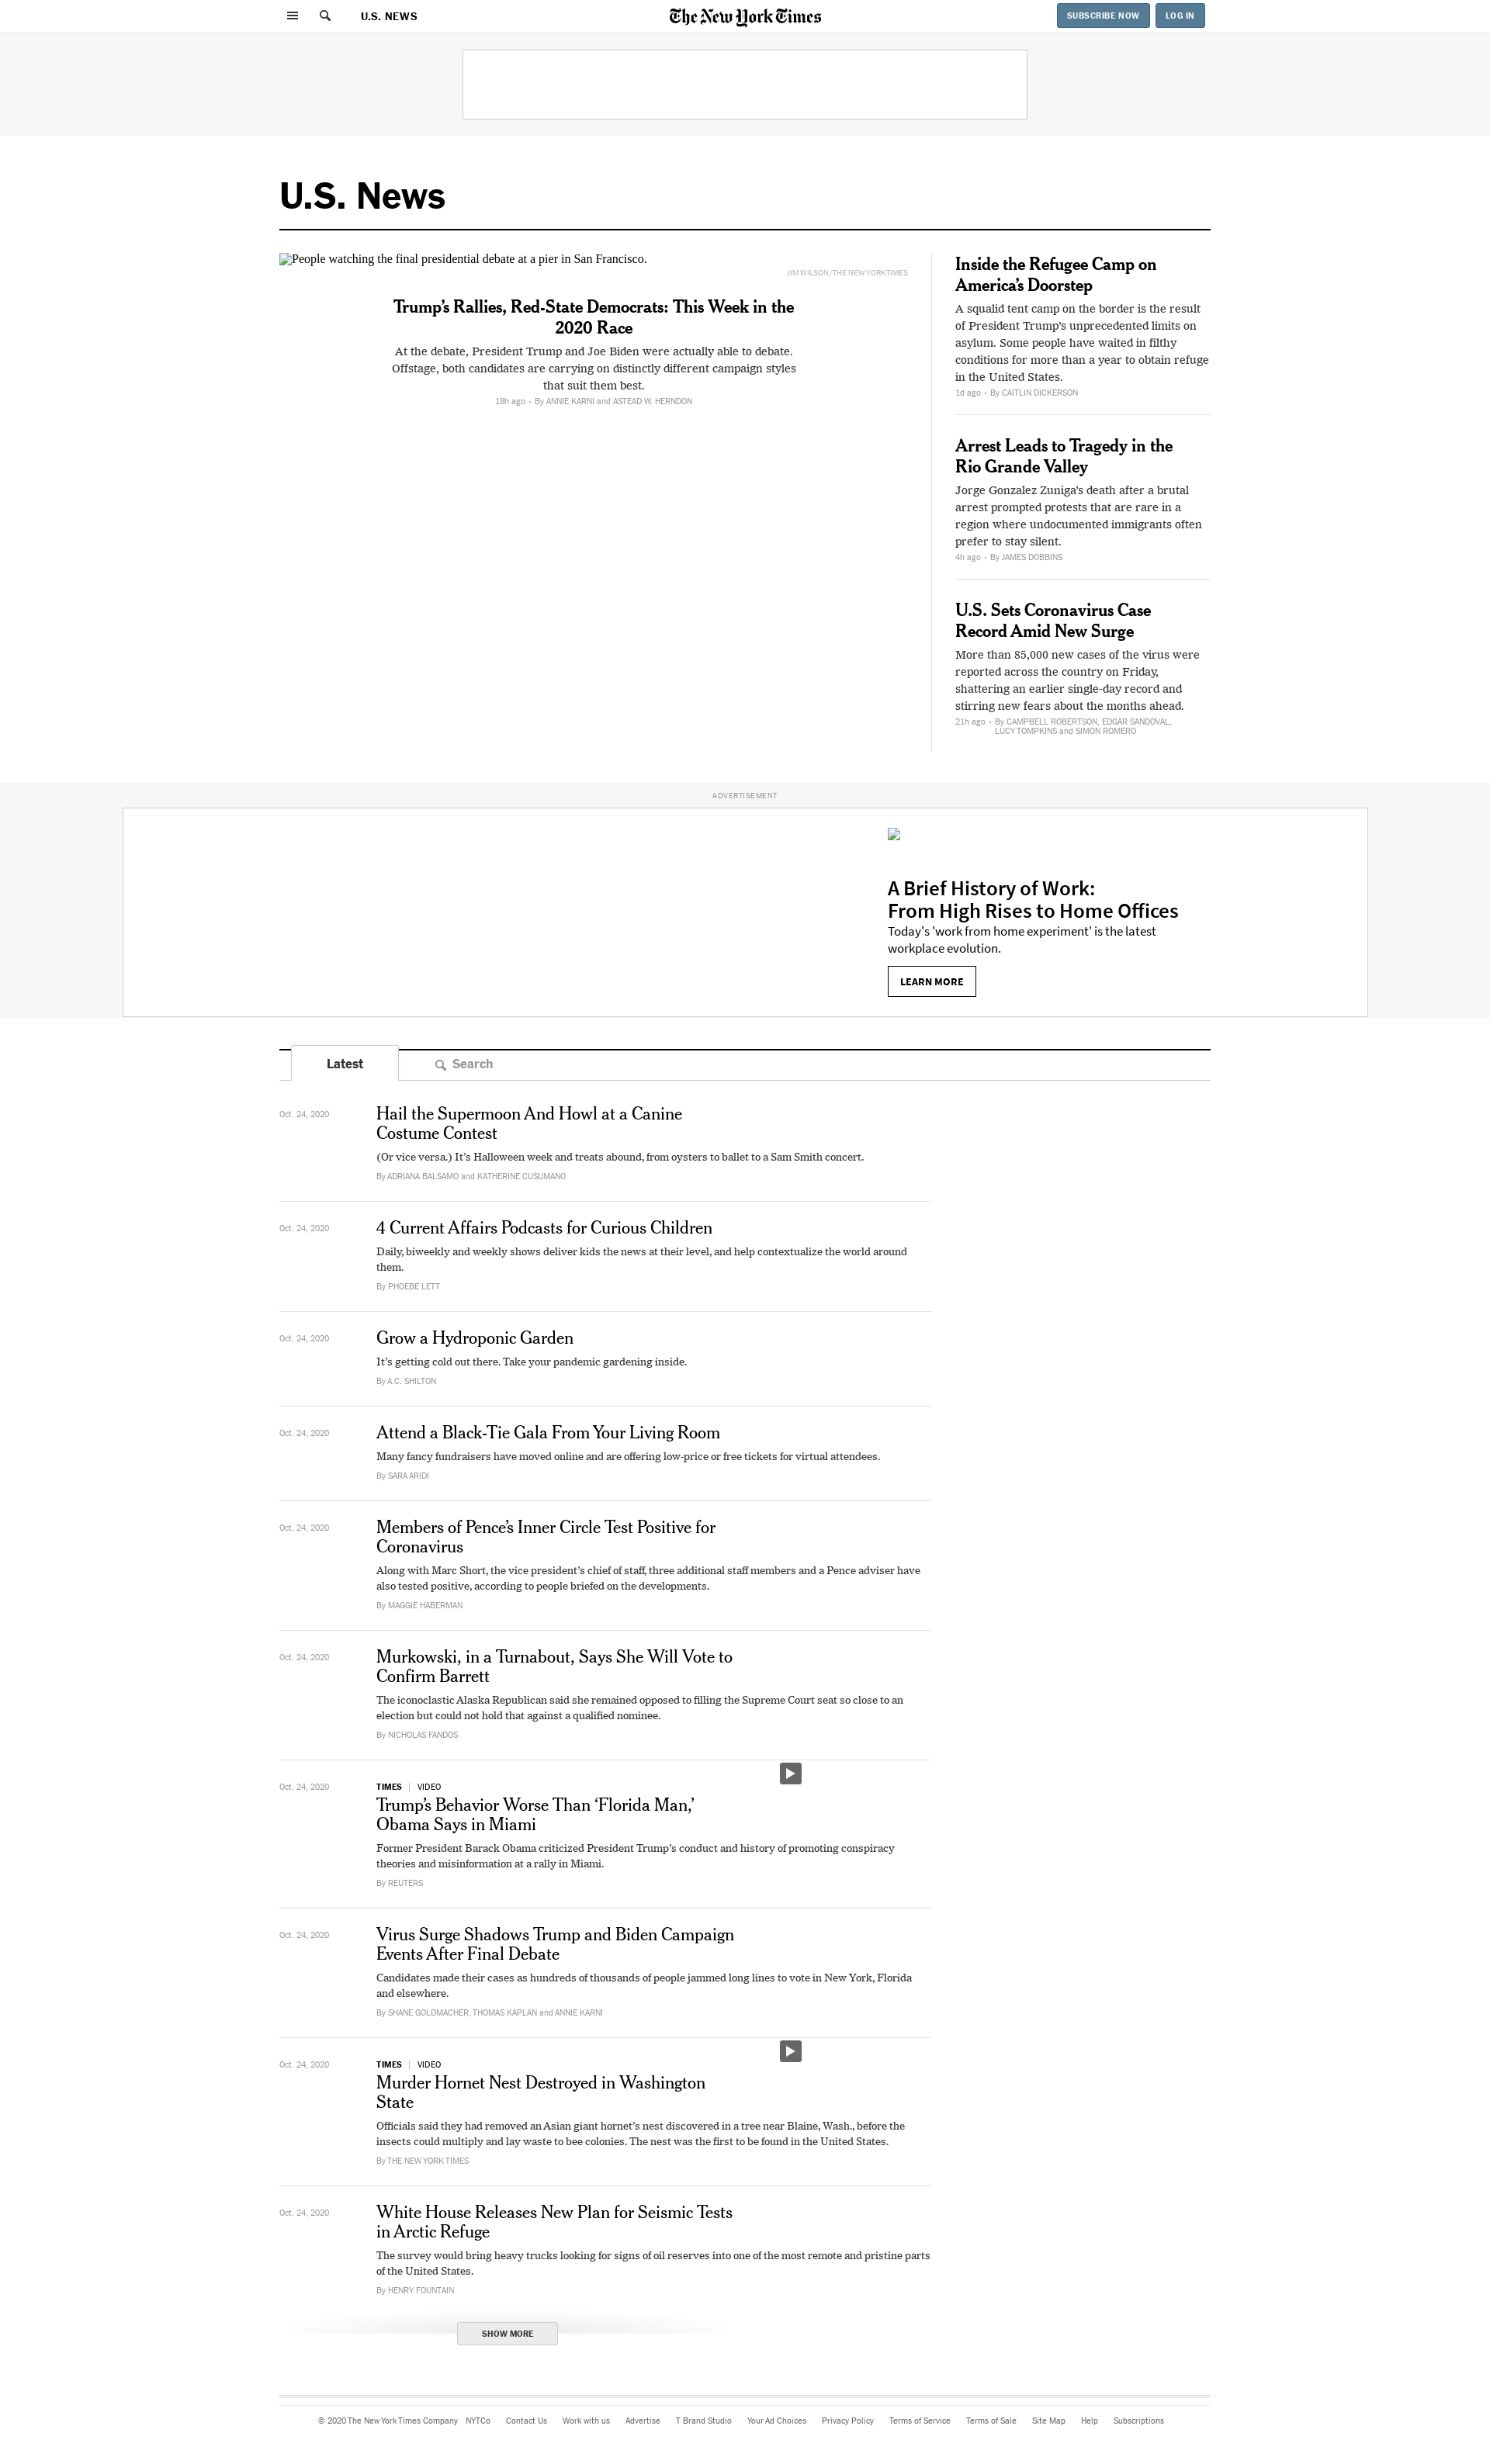 U.S. NEWS
The New York Times
SUBSCRIBE NOW
LOG IN
U.S. News
People watching the final presidential debate at a pier in San Francisco.
JIM WILSON/THE NEW YORK TIMES
Trump’s Rallies, Red-State Democrats: This Week in the
2020 Race
At the debate, President Trump and Joe Biden were actually able to debate.
Offstage, both candidates are carrying on distinctly different campaign styles
that suit them best.
18h ago • By ANNIE KARNI and ASTEAD W. HERNDON
Inside the Refugee Camp on
America’s Doorstep
A squalid tent camp on the border is the result
of President Trump’s unprecedented limits on
asylum. Some people have waited in filthy
conditions for more than a year to obtain refuge
in the United States.
1d ago • By CAITLIN DICKERSON
Arrest Leads to Tragedy in the
Rio Grande Valley
Jorge Gonzalez Zuniga’s death after a brutal
arrest prompted protests that are rare in a
region where undocumented immigrants often
prefer to stay silent.
4h ago • By JAMES DOBBINS
U.S. Sets Coronavirus Case
Record Amid New Surge
More than 85,000 new cases of the virus were
reported across the country on Friday,
shattering an earlier single-day record and
stirring new fears about the months ahead.
21h ago • By CAMPBELL ROBERTSON, EDGAR SANDOVAL,
LUCY TOMPKINS and SIMON ROMERO
ADVERTISEMENT
A Brief History of Work:
From High Rises to Home Offices
Today's 'work from home experiment' is the latest
workplace evolution.
LEARN MORE
Latest
Search
Oct. 24, 2020
Hail the Supermoon And Howl at a Canine
Costume Contest
(Or vice versa.) It’s Halloween week and treats abound, from oysters to ballet to a Sam Smith concert.
By ADRIANA BALSAMO and KATHERINE CUSUMANO
Oct. 24, 2020
4 Current Affairs Podcasts for Curious Children
Daily, biweekly and weekly shows deliver kids the news at their level, and help contextualize the world around
them.
By PHOEBE LETT
Oct. 24, 2020
Grow a Hydroponic Garden
It’s getting cold out there. Take your pandemic gardening inside.
By A.C. SHILTON
Oct. 24, 2020
Attend a Black-Tie Gala From Your Living Room
Many fancy fundraisers have moved online and are offering low-price or free tickets for virtual attendees.
By SARA ARIDI
Oct. 24, 2020
Members of Pence’s Inner Circle Test Positive for
Coronavirus
Along with Marc Short, the vice president’s chief of staff, three additional staff members and a Pence adviser have
also tested positive, according to people briefed on the developments.
By MAGGIE HABERMAN
Oct. 24, 2020
Murkowski, in a Turnabout, Says She Will Vote to
Confirm Barrett
The iconoclastic Alaska Republican said she remained opposed to filling the Supreme Court seat so close to an
election but could not hold that against a qualified nominee.
By NICHOLAS FANDOS
Oct. 24, 2020
TIMES | VIDEO
Trump’s Behavior Worse Than ‘Florida Man,’
Obama Says in Miami
Former President Barack Obama criticized President Trump’s conduct and history of promoting conspiracy
theories and misinformation at a rally in Miami.
By REUTERS
Oct. 24, 2020
Virus Surge Shadows Trump and Biden Campaign
Events After Final Debate
Candidates made their cases as hundreds of thousands of people jammed long lines to vote in New York, Florida
and elsewhere.
By SHANE GOLDMACHER, THOMAS KAPLAN and ANNIE KARNI
Oct. 24, 2020
TIMES | VIDEO
Murder Hornet Nest Destroyed in Washington
State
Officials said they had removed an Asian giant hornet’s nest discovered in a tree near Blaine, Wash., before the
insects could multiply and lay waste to bee colonies. The nest was the first to be found in the United States.
By THE NEW YORK TIMES
Oct. 24, 2020
White House Releases New Plan for Seismic Tests
in Arctic Refuge
The survey would bring heavy trucks looking for signs of oil reserves into one of the most remote and pristine parts
of the United States.
By HENRY FOUNTAIN
SHOW MORE
© 2020 The New York Times Company NYTCo Contact Us Work with us Advertise T Brand Studio Your Ad Choices Privacy Policy Terms of Service Terms of Sale Site Map Help Subscriptions